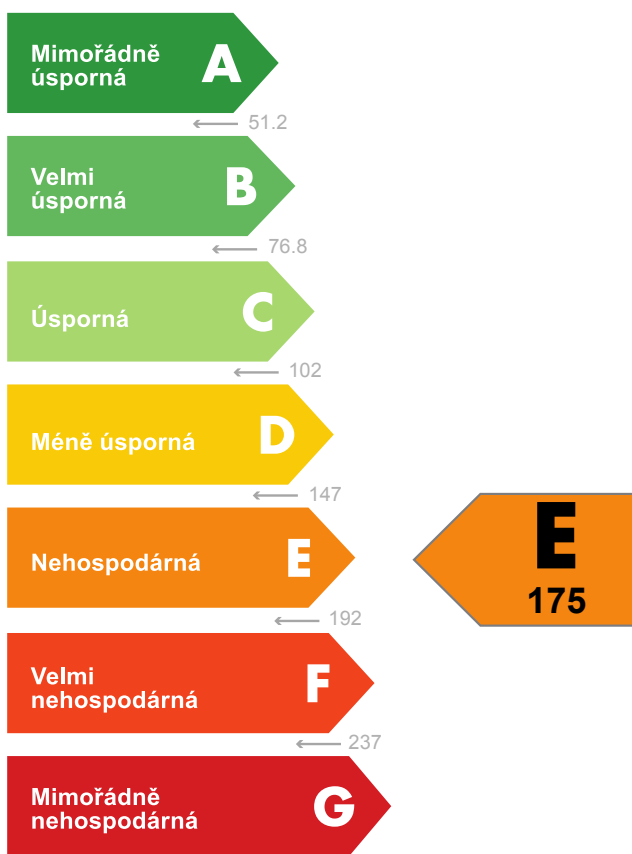 Mimořádně
úsporná
A
← 51.2
Velmi
úsporná
B
← 76.8
Úsporná
C
← 102
Méně úsporná
D
← 147
Nehospodárná
E
← 192
E
175
Velmi
nehospodárná
F
← 237
Mimořádně
nehospodárná
G